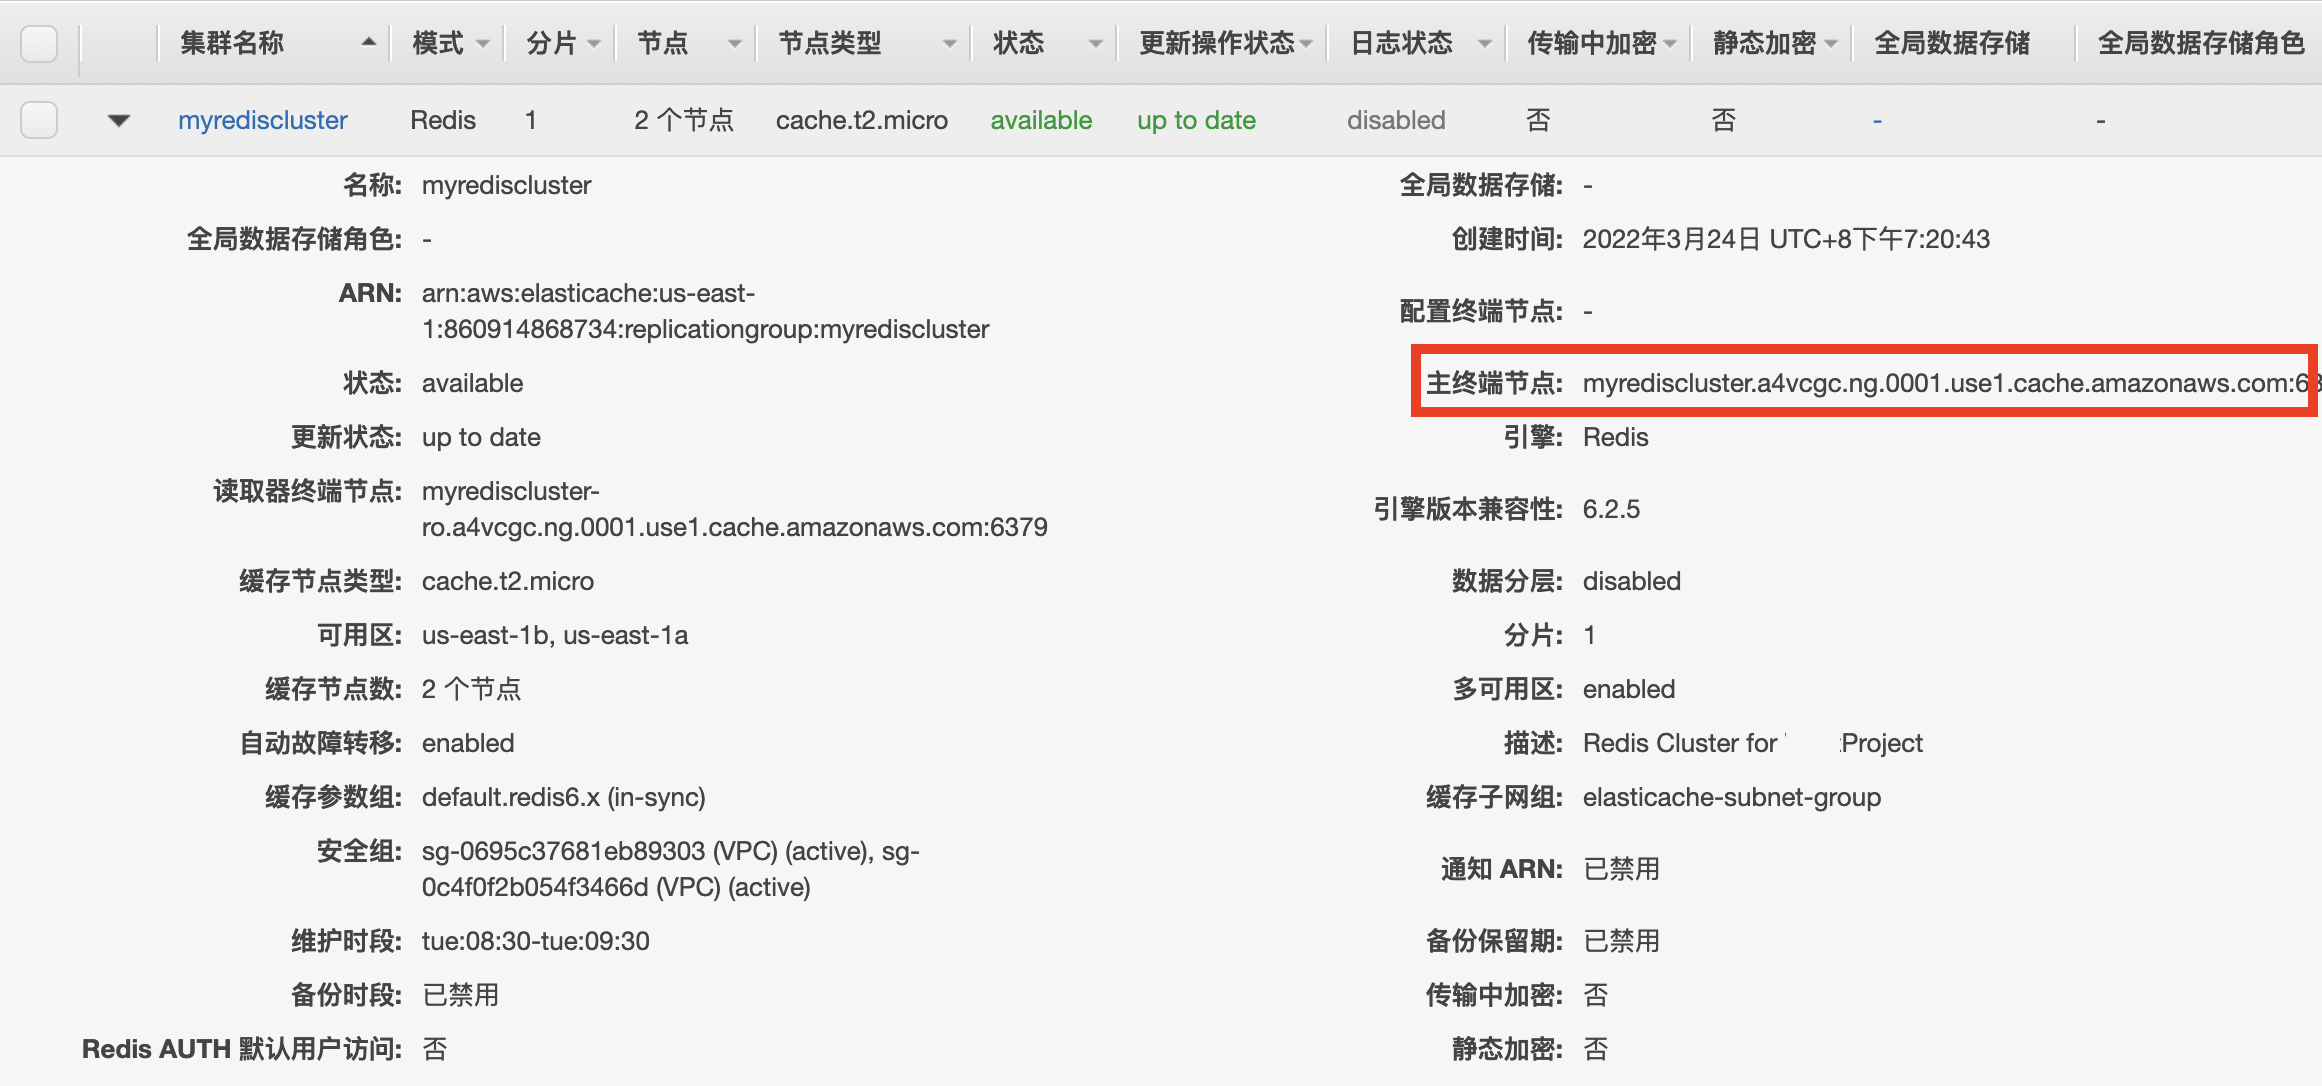 集群名称 模式 分片 节点 节点类型 状态 更新操作状态 日志状态 传输中加密 静态加密 全局数据存储 全局数据存储角色
myrediscluster Redis 1 2 个节点 cache.t2.micro available up to date disabled 否 否 - -
名称: myrediscluster
全局数据存储: -
全局数据存储角色: -
创建时间: 2022年3月24日 UTC+8下午7:20:43
ARN: arn:aws:elasticache:us-east-
1:860914868734:replicationgroup:myrediscluster
配置终端节点: -
状态: available
主终端节点: myrediscluster.a4vcgc.ng.0001.use1.cache.amazonaws.com:63
更新状态: up to date
引擎: Redis
读取器终端节点: myrediscluster-
ro.a4vcgc.ng.0001.use1.cache.amazonaws.com:6379
引擎版本兼容性: 6.2.5
缓存节点类型: cache.t2.micro
数据分层: disabled
可用区: us-east-1b, us-east-1a
分片: 1
缓存节点数: 2 个节点
多可用区: enabled
自动故障转移: enabled
描述: Redis Cluster for Project
缓存参数组: default.redis6.x (in-sync)
缓存子网组: elasticache-subnet-group
安全组: sg-0695c37681eb89303 (VPC) (active), sg-
0c4f0f2b054f3466d (VPC) (active)
通知 ARN: 已禁用
维护时段: tue:08:30-tue:09:30
备份保留期: 已禁用
备份时段: 已禁用
传输中加密: 否
Redis AUTH 默认用户访问: 否
静态加密: 否